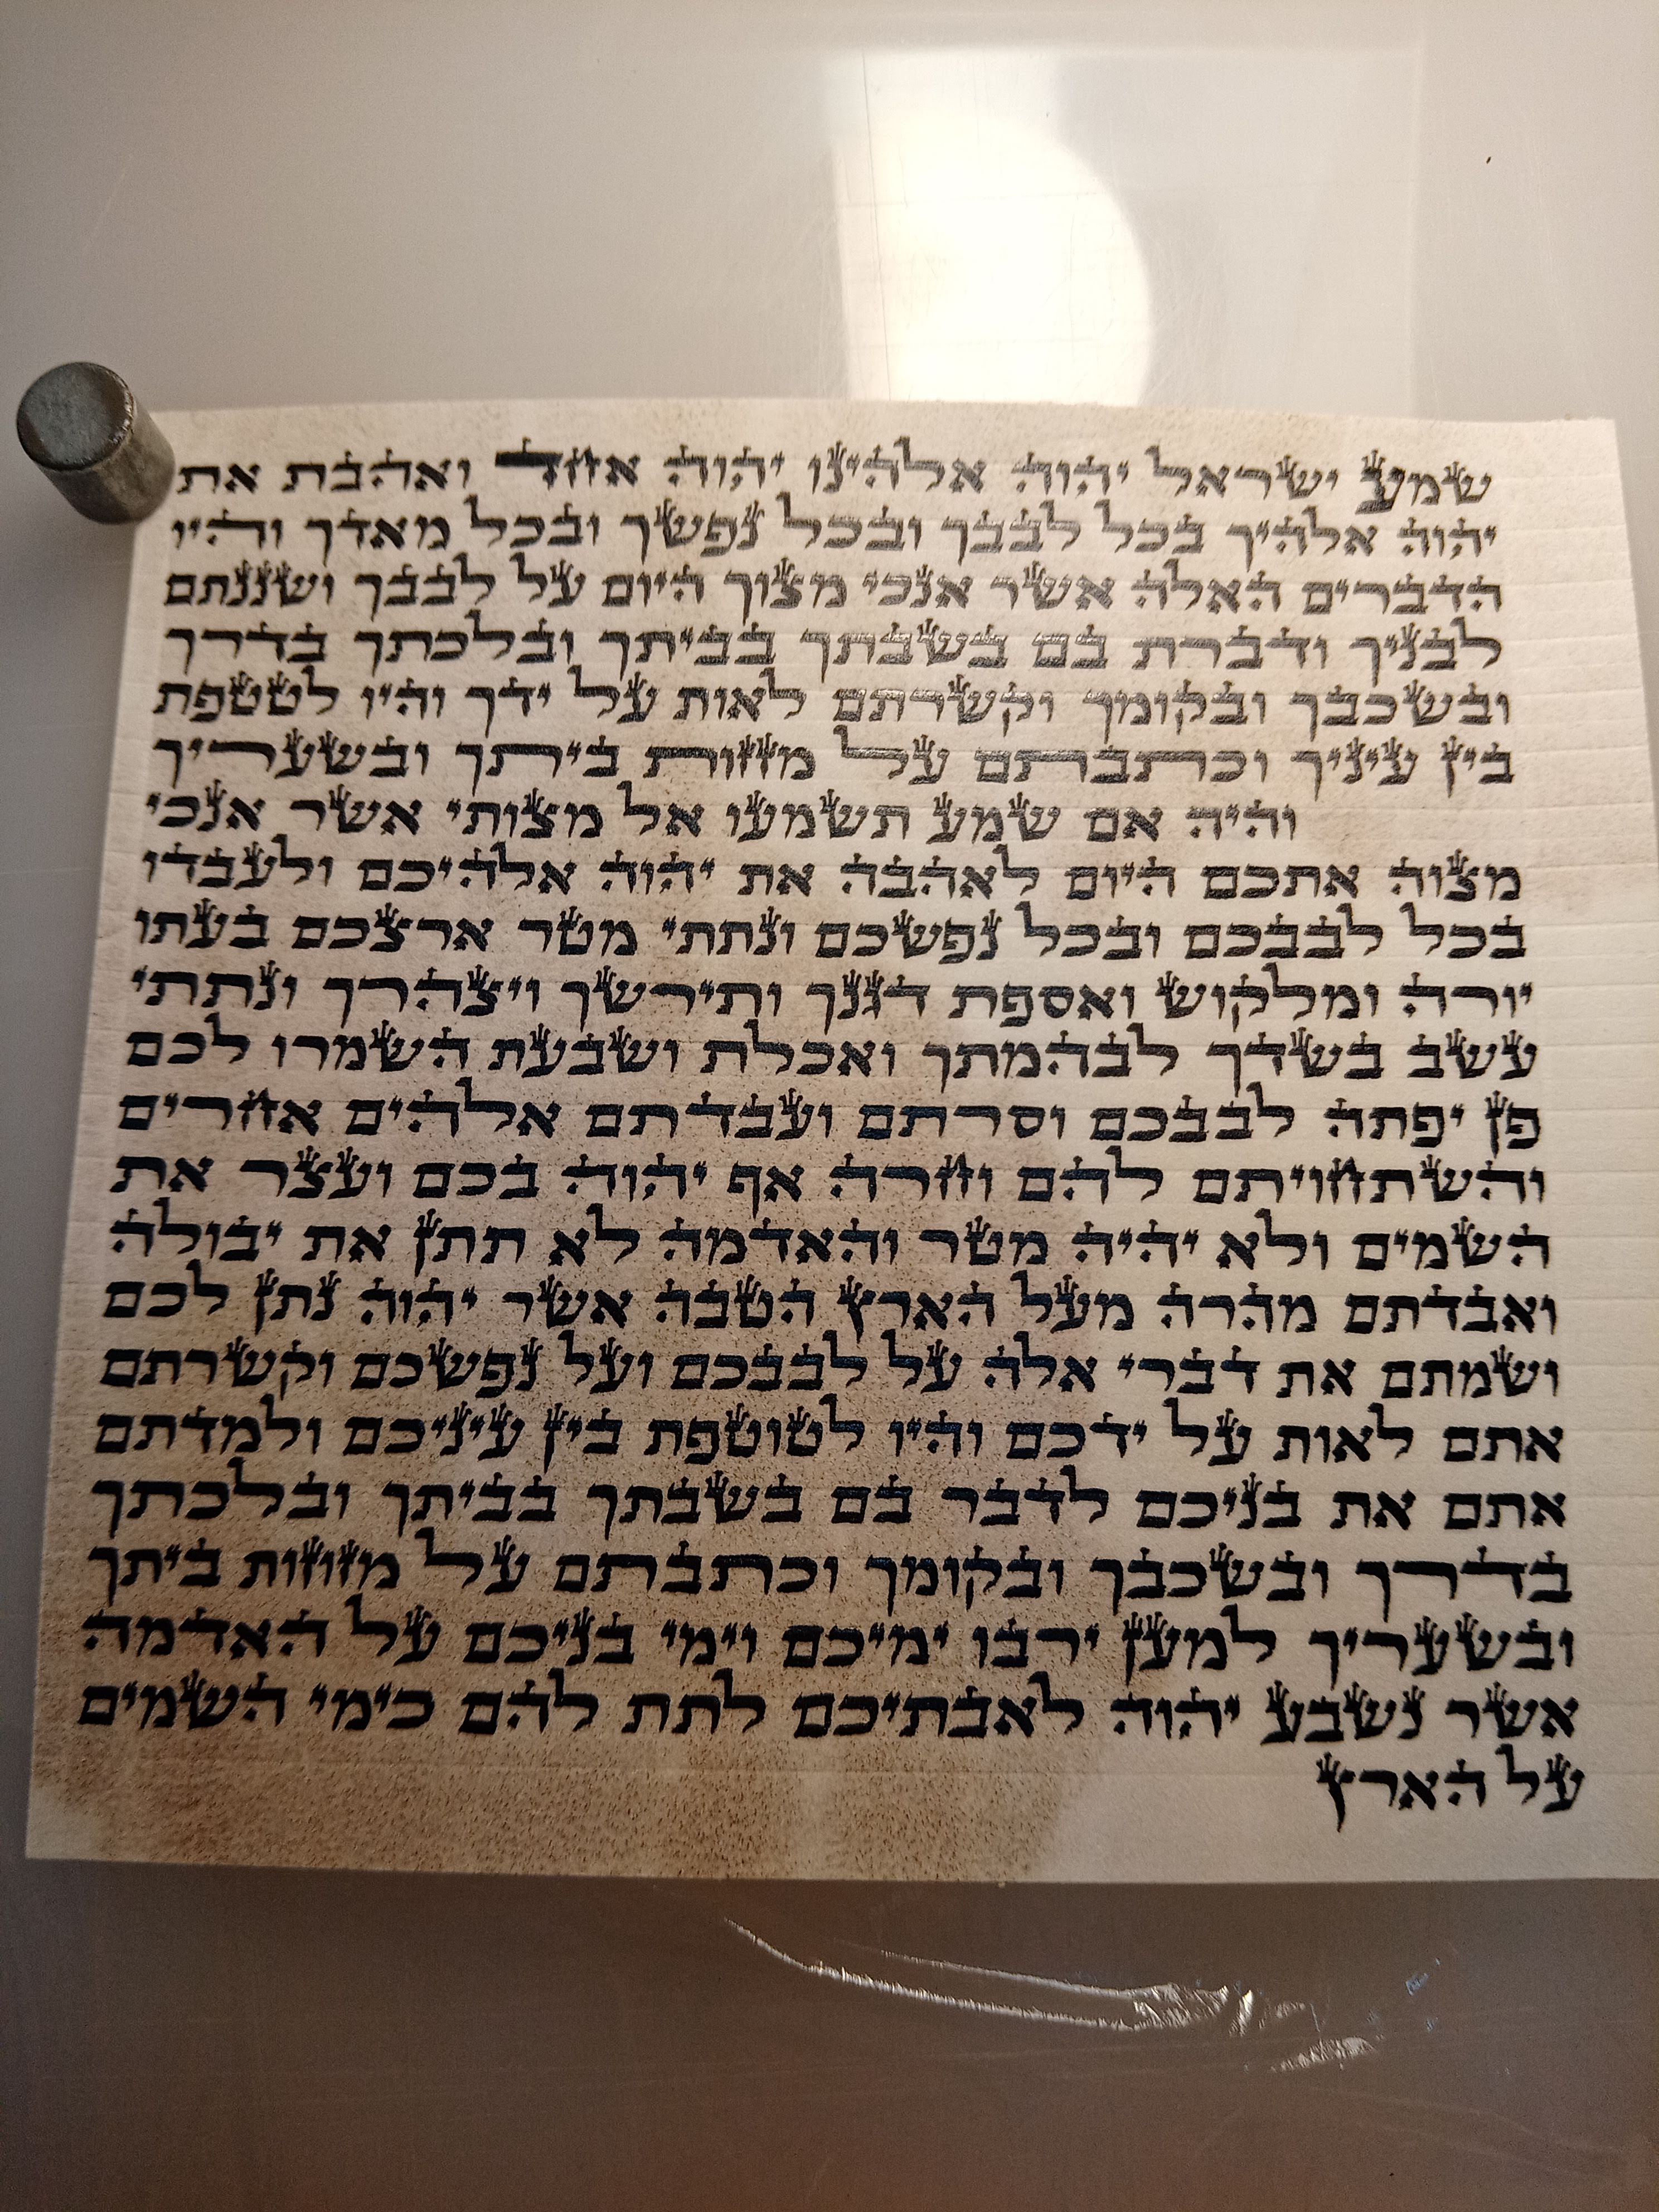 שמע ישראל יהוה אלהינו יהוה אחד ואהבת את
יהוה אלהיך בכל לבבך ובכל נפשך ובכל מאדך והיו
הדברים האלה אשר אנכי מצוך היום על לבבך ושננתם
לבניך ודברת בם בשבתך בביתך ובלכתך בדרך
ובשכבך ובקומך וקשרתם לאות על ידך והיו לטטפת
בין עיניך וכתבתם על מזזות ביתך ובשעריך
והיה אם שמע תשמעו אל מצותי אשר אנכי
מצוה אתכם היום לאהבה את יהוה אלהיכם ולעבדו
בכל לבבכם ובכל נפשכם ונתתי מטר ארצכם בעתו
יורה ומלקוש ואספת דגנך ותירשך ויצהרך ונתתי
עשב בשדך לבהמתך ואכלת ושבעת השמרו לכם
פן יפתה לבבכם וסרתם ועבדתם אלהים אחרים
והשתחויתם להם וחרה אף יהוה בכם ועצר את
השמים ולא יהיה מטר והאדמה לא תתן את יבולה
ואבדתם מהרה מעל הארץ הטבה אשר יהוה נתן לכם
ושמתם את דברי אלה על לבבכם ועל נפשכם וקשרתם
אתם לאות על ידכם והיו לטוטפת בין עיניכם ולמדתם
אתם את בניכם לדבר בם בשבתך בביתך ובלכתך
בדרך ובשכבך ובקומך וכתבתם על מזוזות ביתך
ובשעריך למען ירבו ימיכם וימי בניכם על האדמה
אשר נשבע יהוה לאבתיכם לתת להם כימי השמים
על הארץ